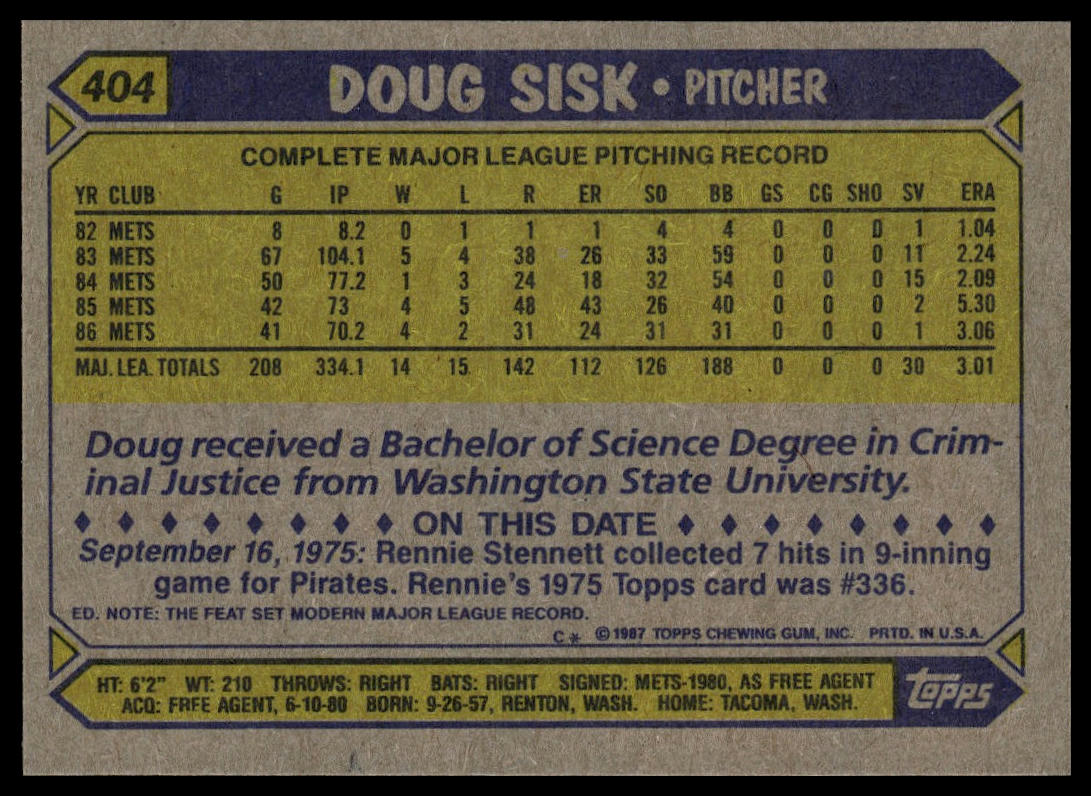 404 DOUG SISK • PITCHER
COMPLETE MAJOR LEAGUE PITCHING RECORD
YR CLUB G IP W L R ER SO BB GS CG SHO SV ERA
82 METS 8 8.2 0 1 1 1 4 4 0 0 0 1 1.04
83 METS 67 104.1 5 4 38 26 33 59 0 0 0 11 2.24
84 METS 50 77.2 1 3 24 18 32 54 0 0 0 15 2.09
85 METS 42 73 4 5 48 43 26 40 0 0 0 2 5.30
86 METS 41 70.2 4 2 31 24 31 31 0 0 0 1 3.06
MAJ. LEA. TOTALS 208 334.1 14 15 142 112 126 188 0 0 0 30 3.01
Doug received a Bachelor of Science Degree in Crim-
inal Justice from Washington State University.
♦ ♦ ♦ ♦ ♦ ♦ ♦ ♦ ON THIS DATE ♦ ♦ ♦ ♦ ♦ ♦ ♦ ♦
September 16, 1975: Rennie Stennett collected 7 hits in 9-inning
game for Pirates. Rennie's 1975 Topps card was #336.
ED. NOTE: THE FEAT SET MODERN MAJOR LEAGUE RECORD.
C* ©1987 TOPPS CHEWING GUM, INC. PRTD. IN U.S.A.
HT: 6'2" WT: 210 THROWS: RIGHT BATS: RIGHT SIGNED: METS-1980, AS FREE AGENT
ACQ: FREE AGENT, 6-10-80 BORN: 9-26-57, RENTON, WASH. HOME: TACOMA, WASH.
topps